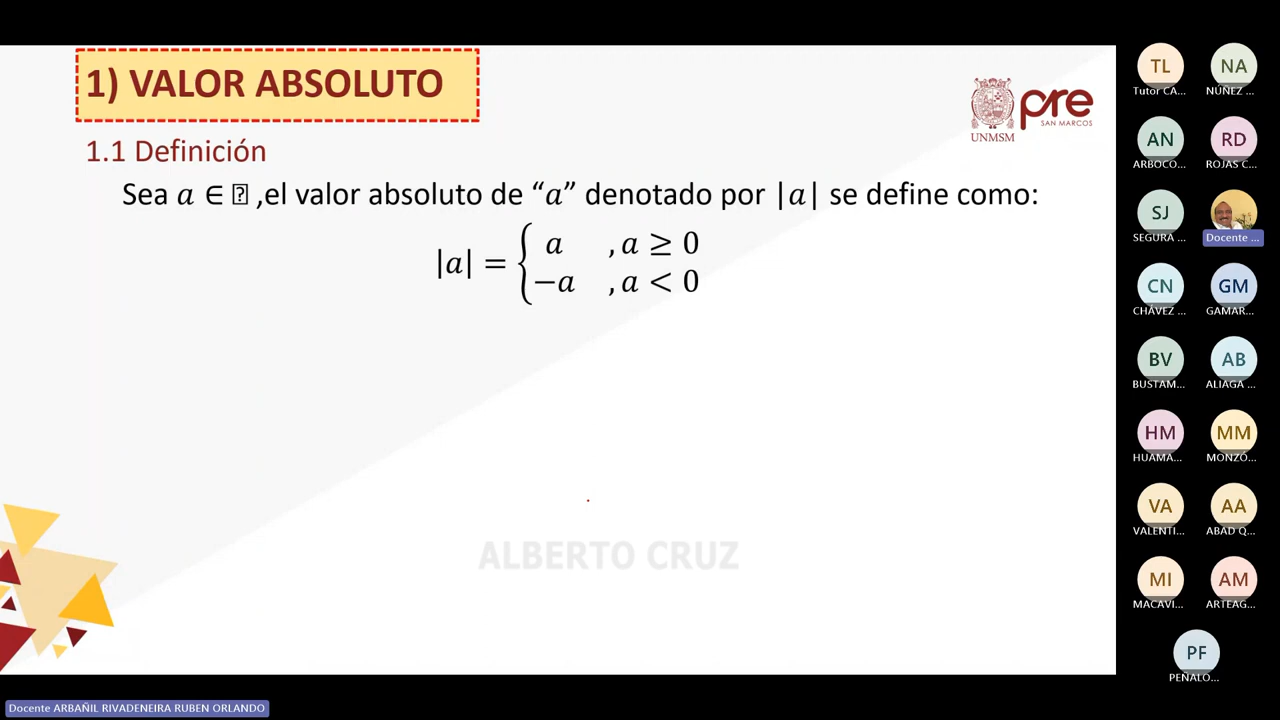 1) VALOR ABSOLUTO
pre
SAN MARCOS
UNMSM
1.1 Definición
Sea a ∈ ⍰ ,el valor absoluto de “a” denotado por |a| se define como:
|a| = { a , a ≥ 0
−a , a < 0
ALBERTO CRUZ
TL
Tutor CA...
NA
NÚÑEZ ...
AN
ARBOCO...
RD
ROJAS C...
SJ
SEGURA ...
Docente ...
CN
CHÁVEZ ...
GM
GAMAR...
BV
BUSTAM...
AB
ALIAGA ...
HM
HUAMA...
MM
MONZÓ...
VA
VALENTI...
AA
ABAD Q...
MI
MACAVI...
AM
ARTEAG...
PF
PEÑALO...
Docente ARBAÑIL RIVADENEIRA RUBEN ORLANDO